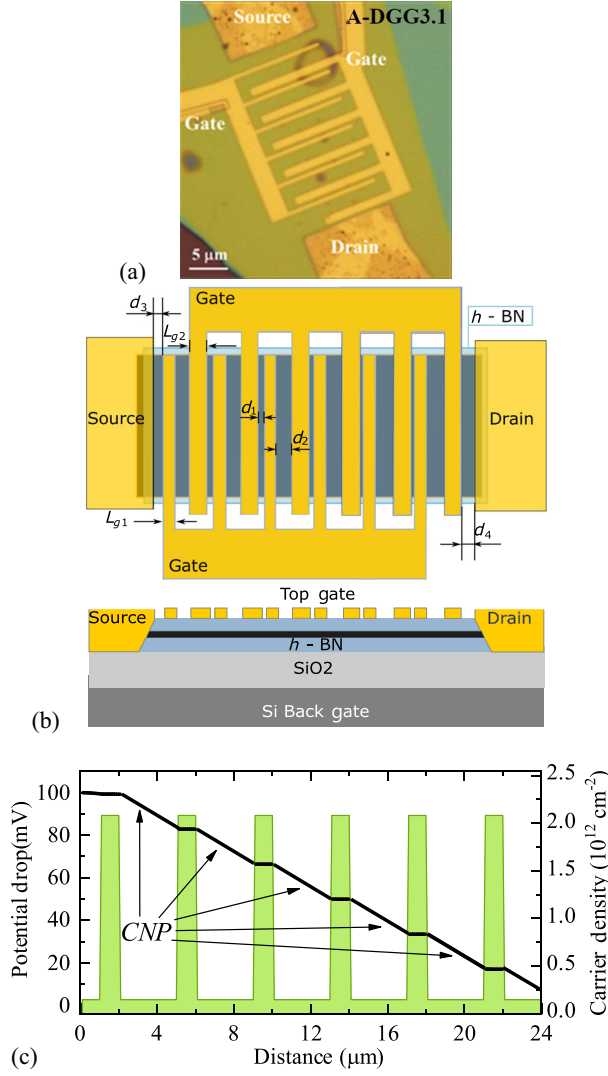 A-DGG3.1
Source
Gate
Gate
Drain
5 μm
(a)
d3
Gate
Lg2
h - BN
Source
d1
d2
Drain
Lg1
d4
Gate
Top gate
Source
Drain
h - BN
SiO2
Si Back gate
(b)
Potential drop(mV)
100
80
60
40
20
0
CNP
2.5
2.0
1.5
1.0
0.5
0.0
Carrier density (10¹² cm⁻²)
0 4 8 12 16 20 24
Distance (μm)
(c)